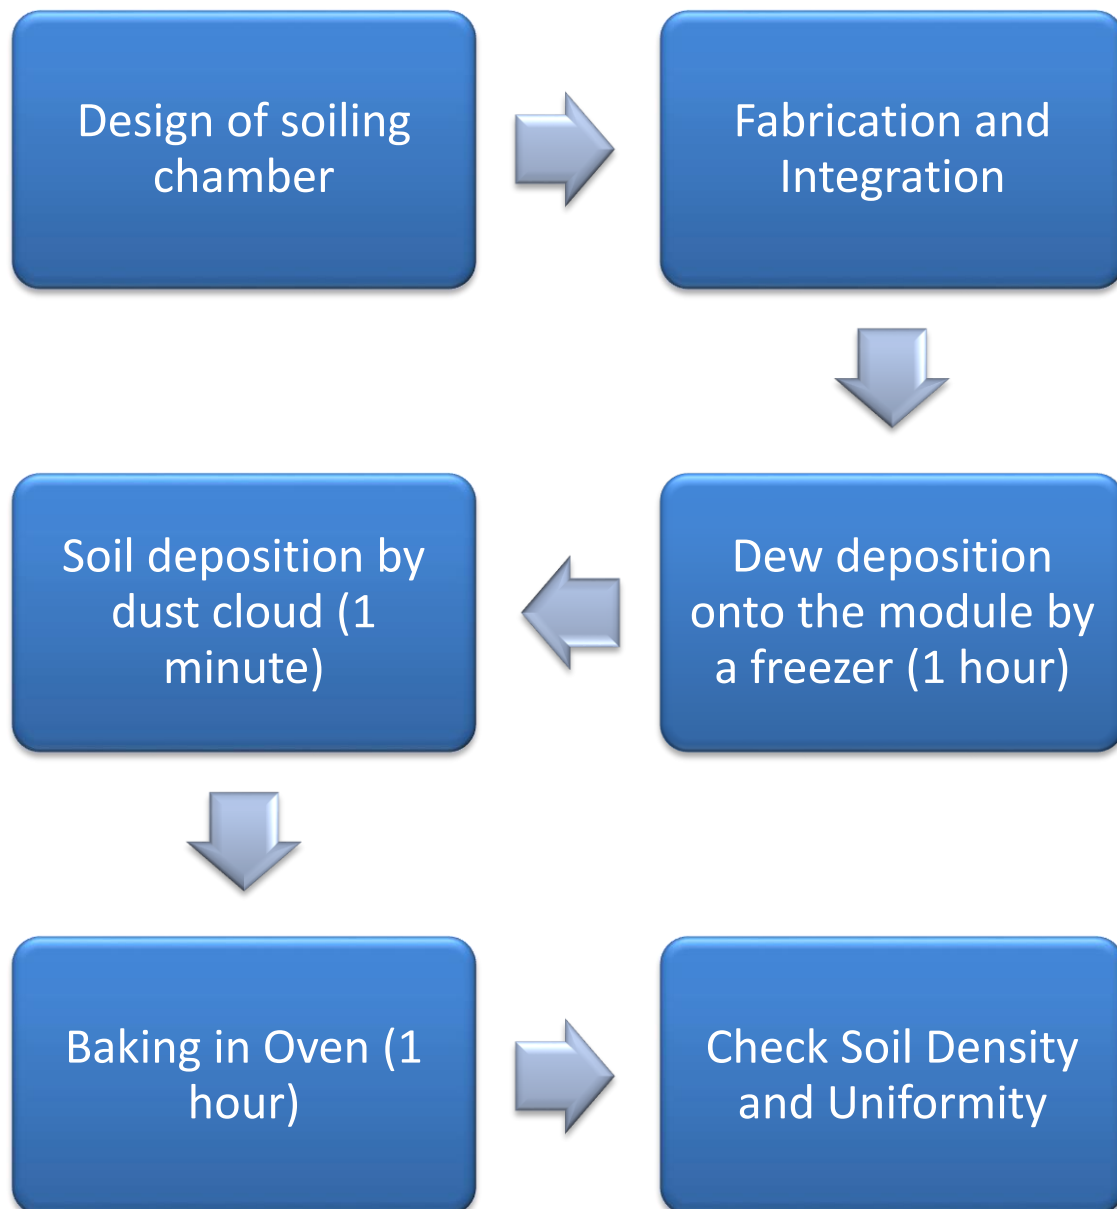 Design of soiling
chamber
Fabrication and
Integration
Dew deposition
onto the module by
a freezer (1 hour)
Soil deposition by
dust cloud (1
minute)
Baking in Oven (1
hour)
Check Soil Density
and Uniformity